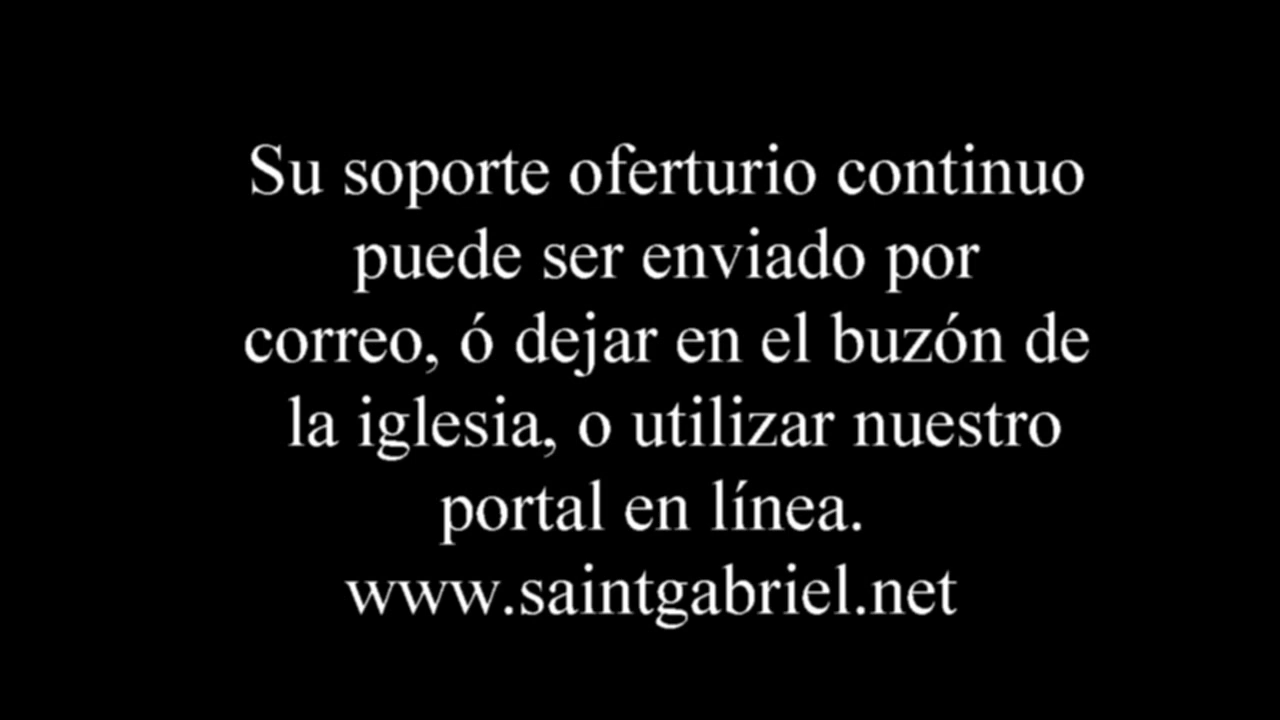 Su soporte oferturio continuo
puede ser enviado por
correo, ó dejar en el buzón de
la iglesia, o utilizar nuestro
portal en línea.
www.saintgabriel.net